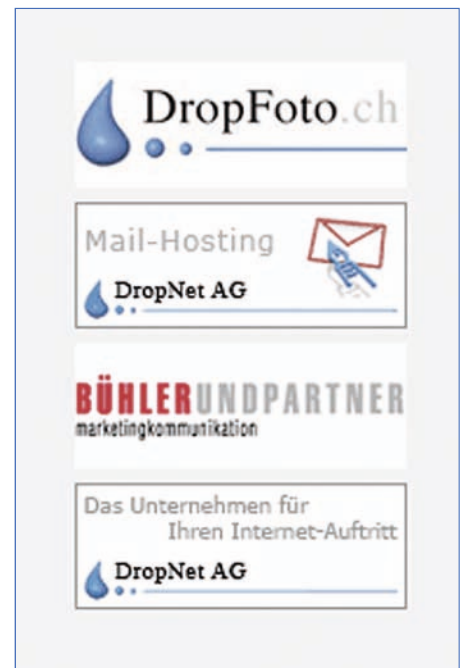 DropFoto.ch
Mail-Hosting
DropNet AG
BÜHLERUNDPARTNER
marketingkommunikation
Das Unternehmen für
Ihren Internet-Auftritt
DropNet AG